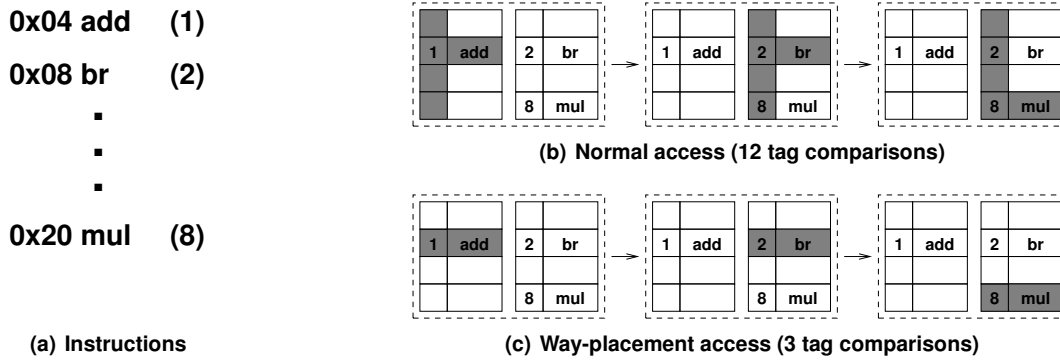 0x04 add (1)
0x08 br (2)
0x20 mul (8)
(a) Instructions
1 add 2 br 1 add 2 br 1 add 2 br
8 mul 8 mul 8 mul
(b) Normal access (12 tag comparisons)
1 add 2 br 1 add 2 br 1 add 2 br
8 mul 8 mul 8 mul
(c) Way-placement access (3 tag comparisons)